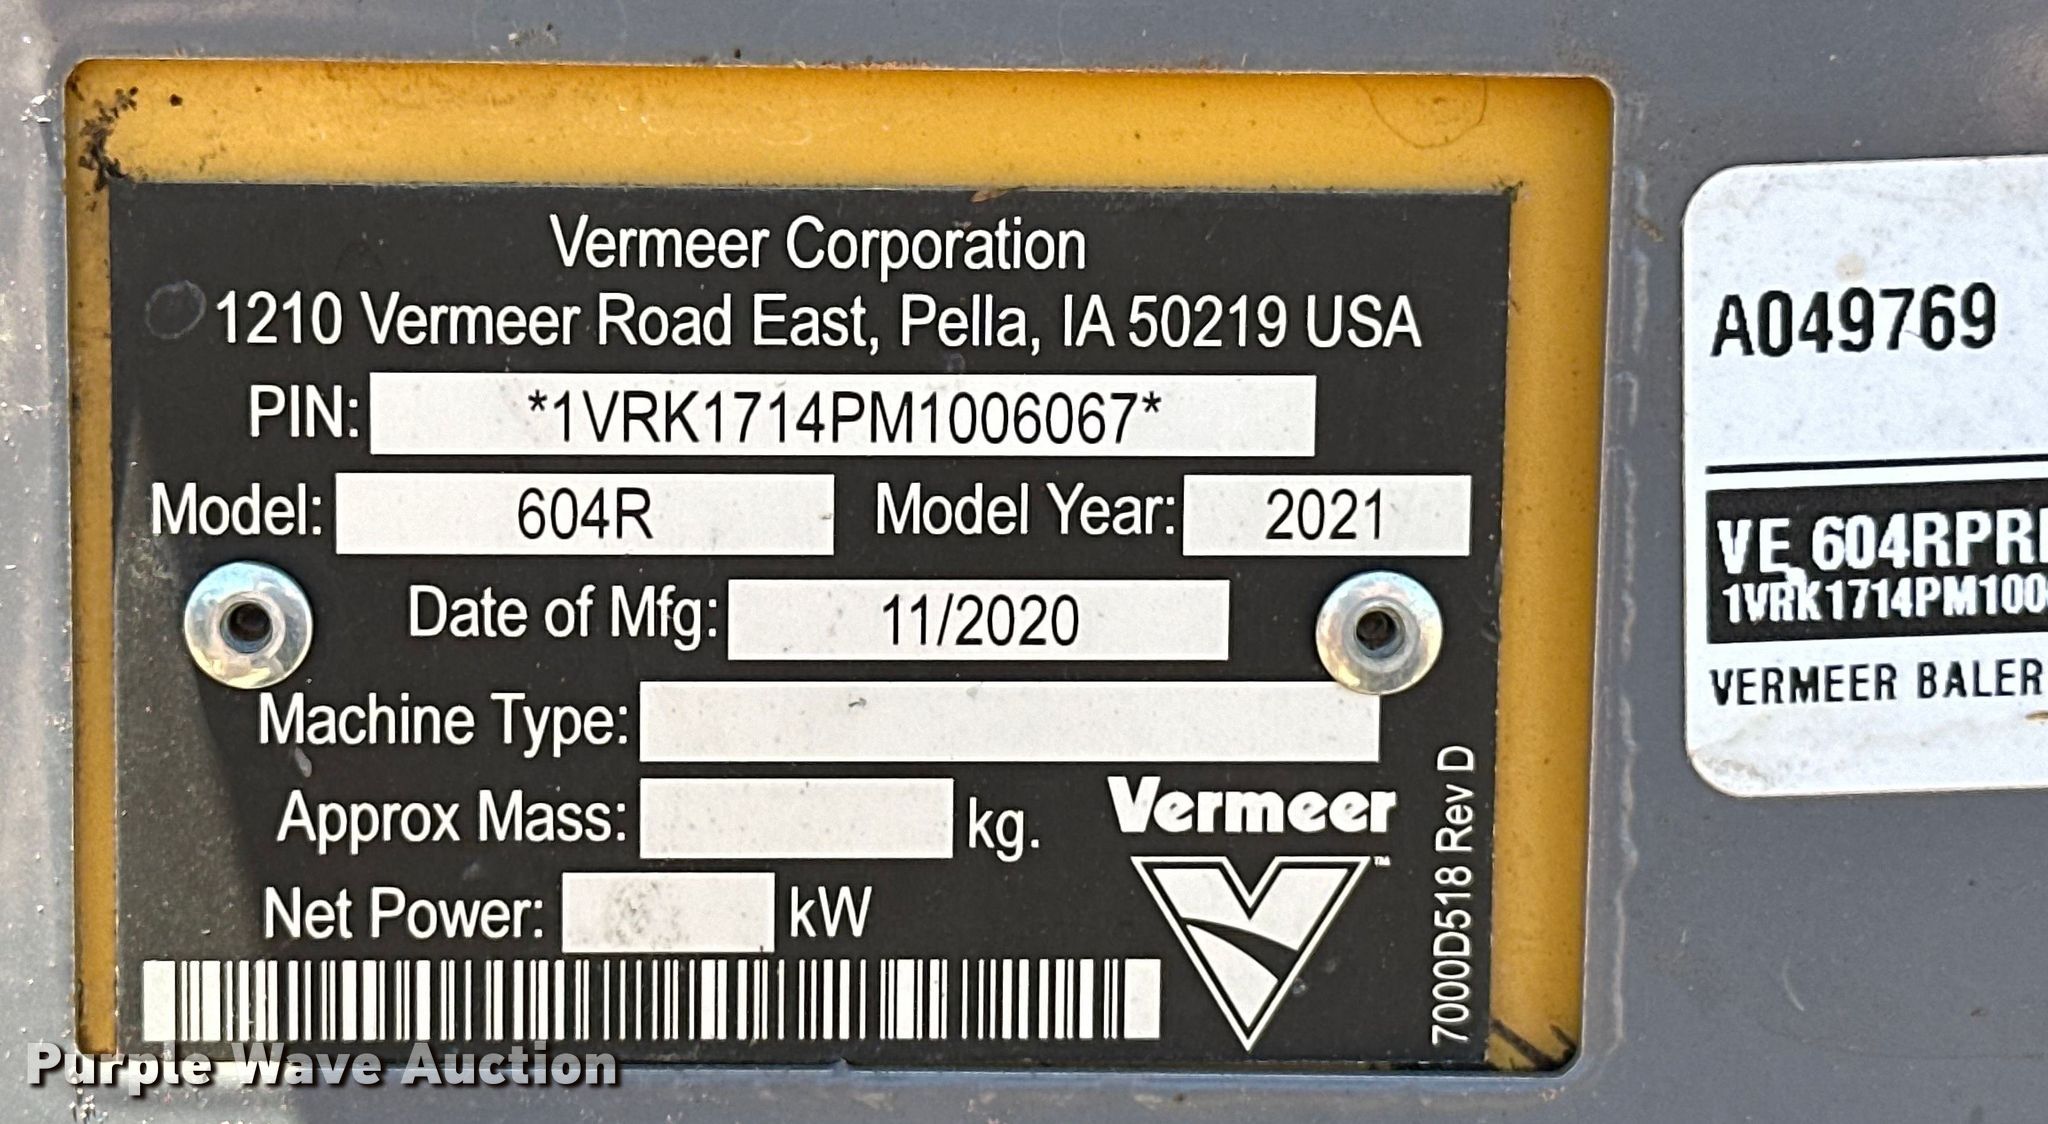 Vermeer Corporation
1210 Vermeer Road East, Pella, IA 50219 USA
PIN: *1VRK1714PM1006067*
Model: 604R Model Year: 2021
Date of Mfg: 11/2020
Machine Type:
Approx Mass: kg.
Net Power: kW
Vermeer
™
7000D518 Rev D
A049769
VE 604RPR
1VRK1714PM100
VERMEER BALER
Purple Wave Auction